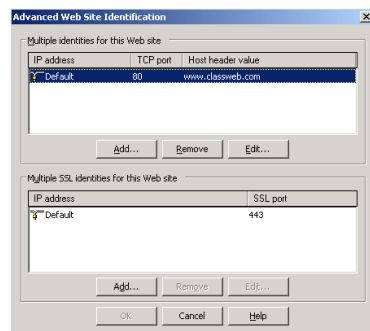 Advanced Web Site Identification
Multiple identities for this Web site
IP address TCP port Host header value
Default 80 www.classweb.com
Add... Remove Edit...
Multiple SSL identities for this Web site
IP address SSL port
Default 443
Add... Remove Edit...
OK Cancel Help